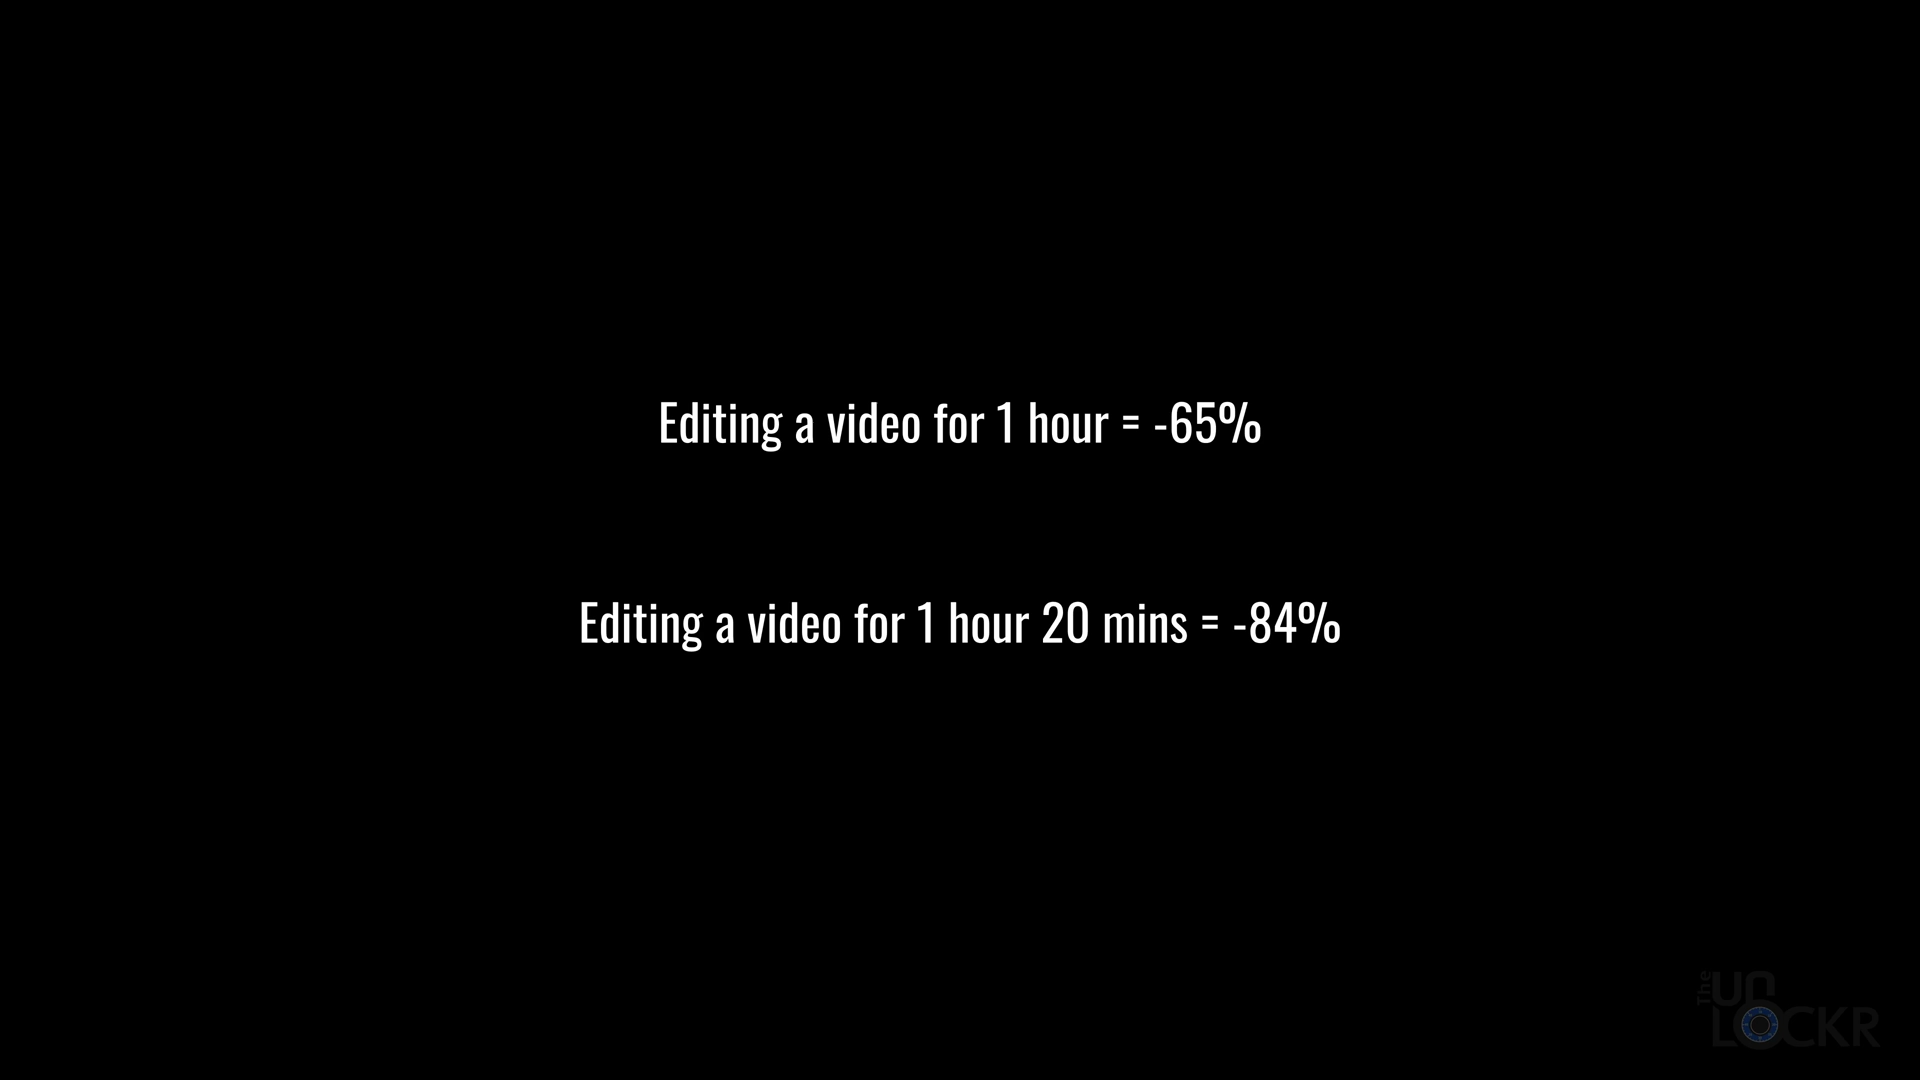 Editing a video for 1 hour = -65%
Editing a video for 1 hour 20 mins = -84%
The
UN
LOCKR